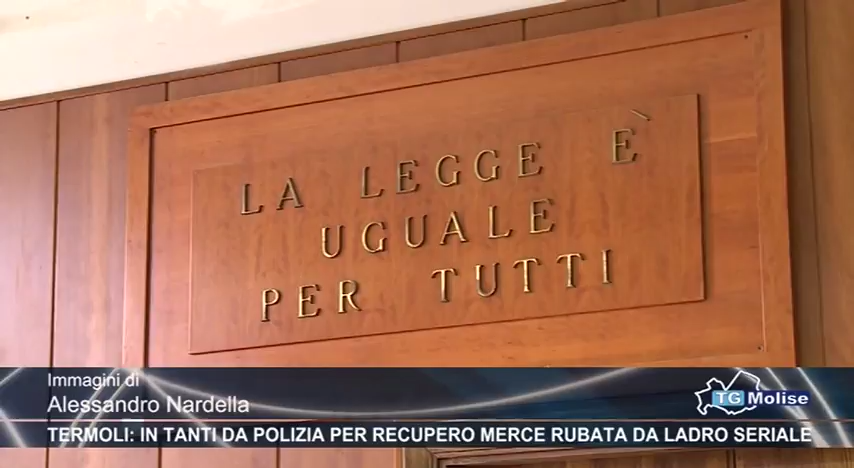 LA LEGGE È
UGUALE
PER TUTTI
Immagini di
Alessandro Nardella
TG Molise
TERMOLI: IN TANTI DA POLIZIA PER RECUPERO MERCE RUBATA DA LADRO SERIALE